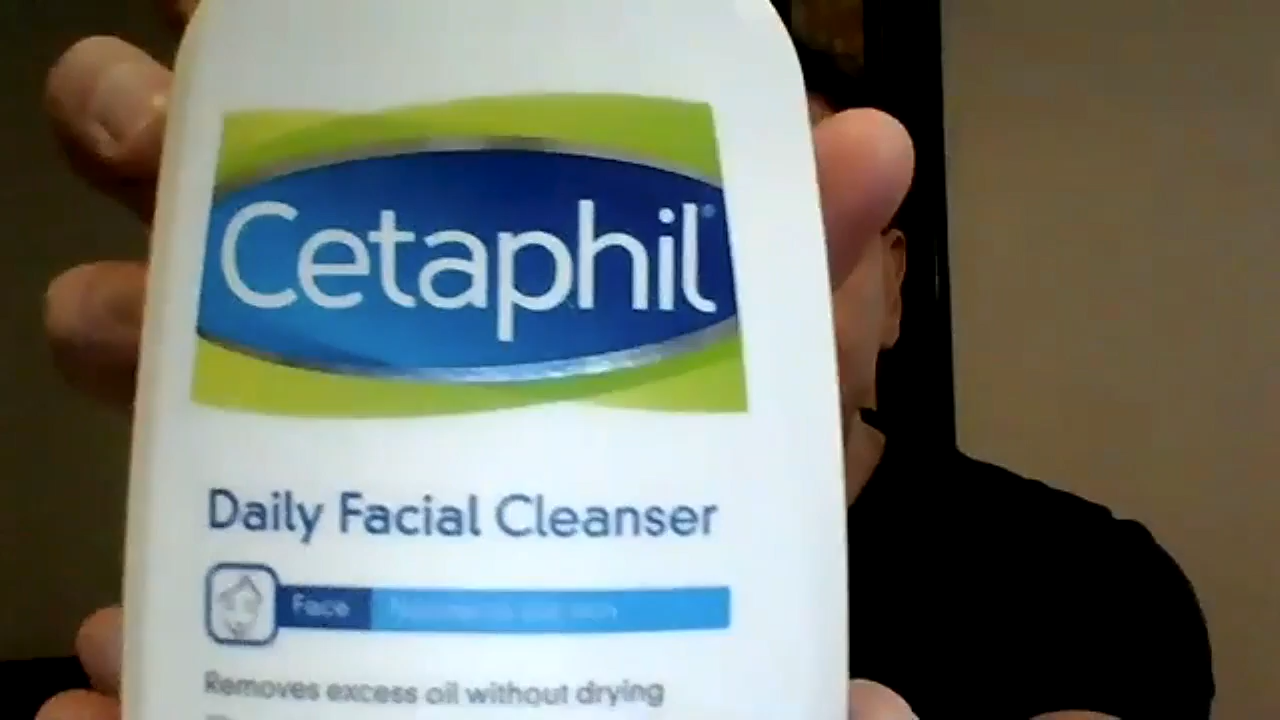 Cetaphil®
Daily Facial Cleanser
Face
Removes excess oil without drying